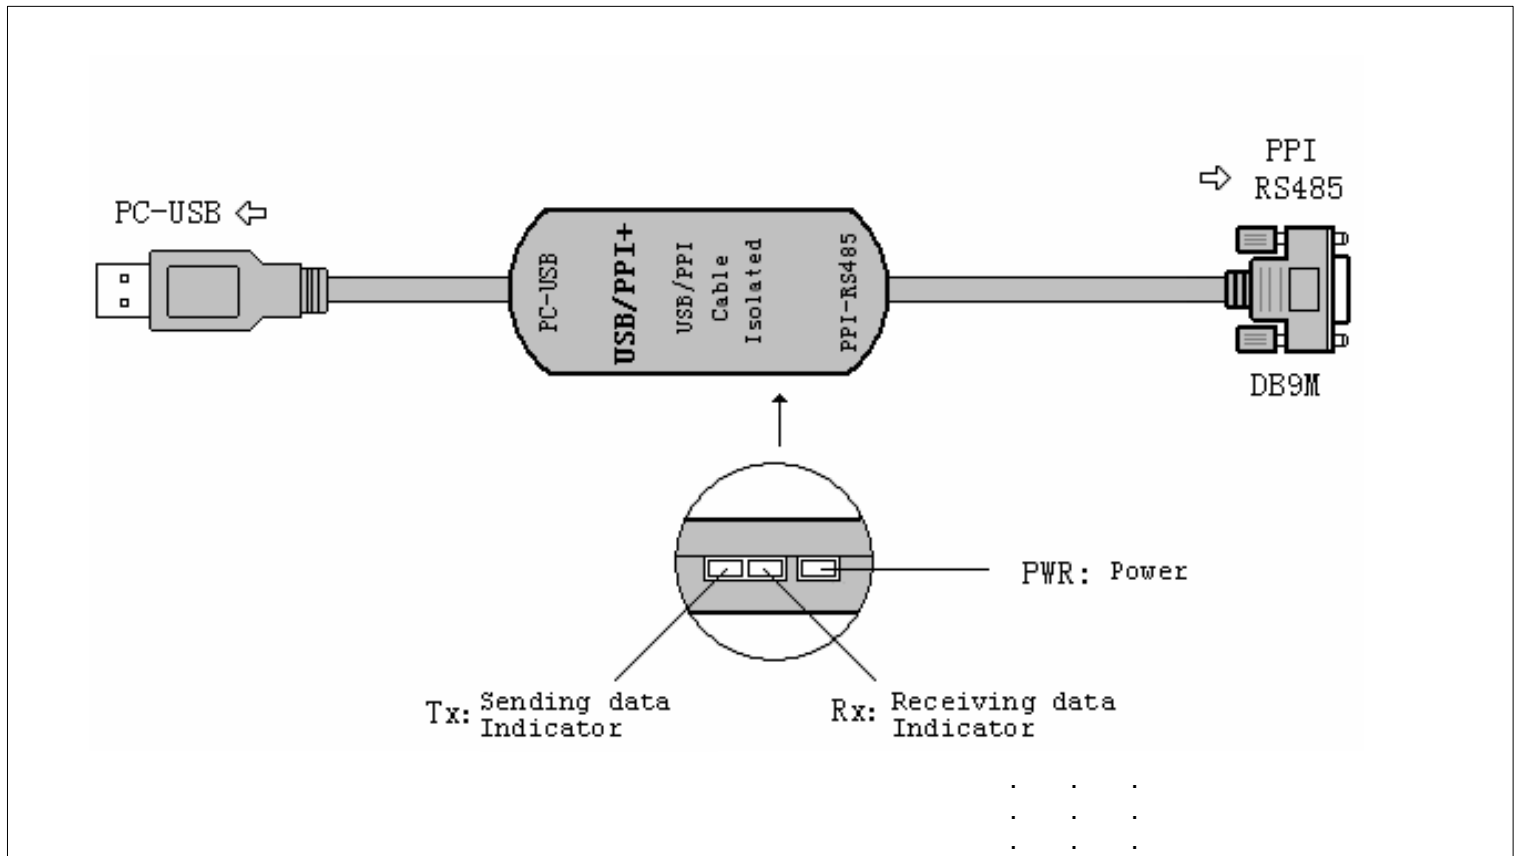 PPI
RS485
PC-USB
PC-USB
USB/PPI+
USB/PPI
Cable
Isolated
PPI-RS485
DB9M
PWR: Power
Tx: Sending data
Indicator
Rx: Receiving data
Indicator